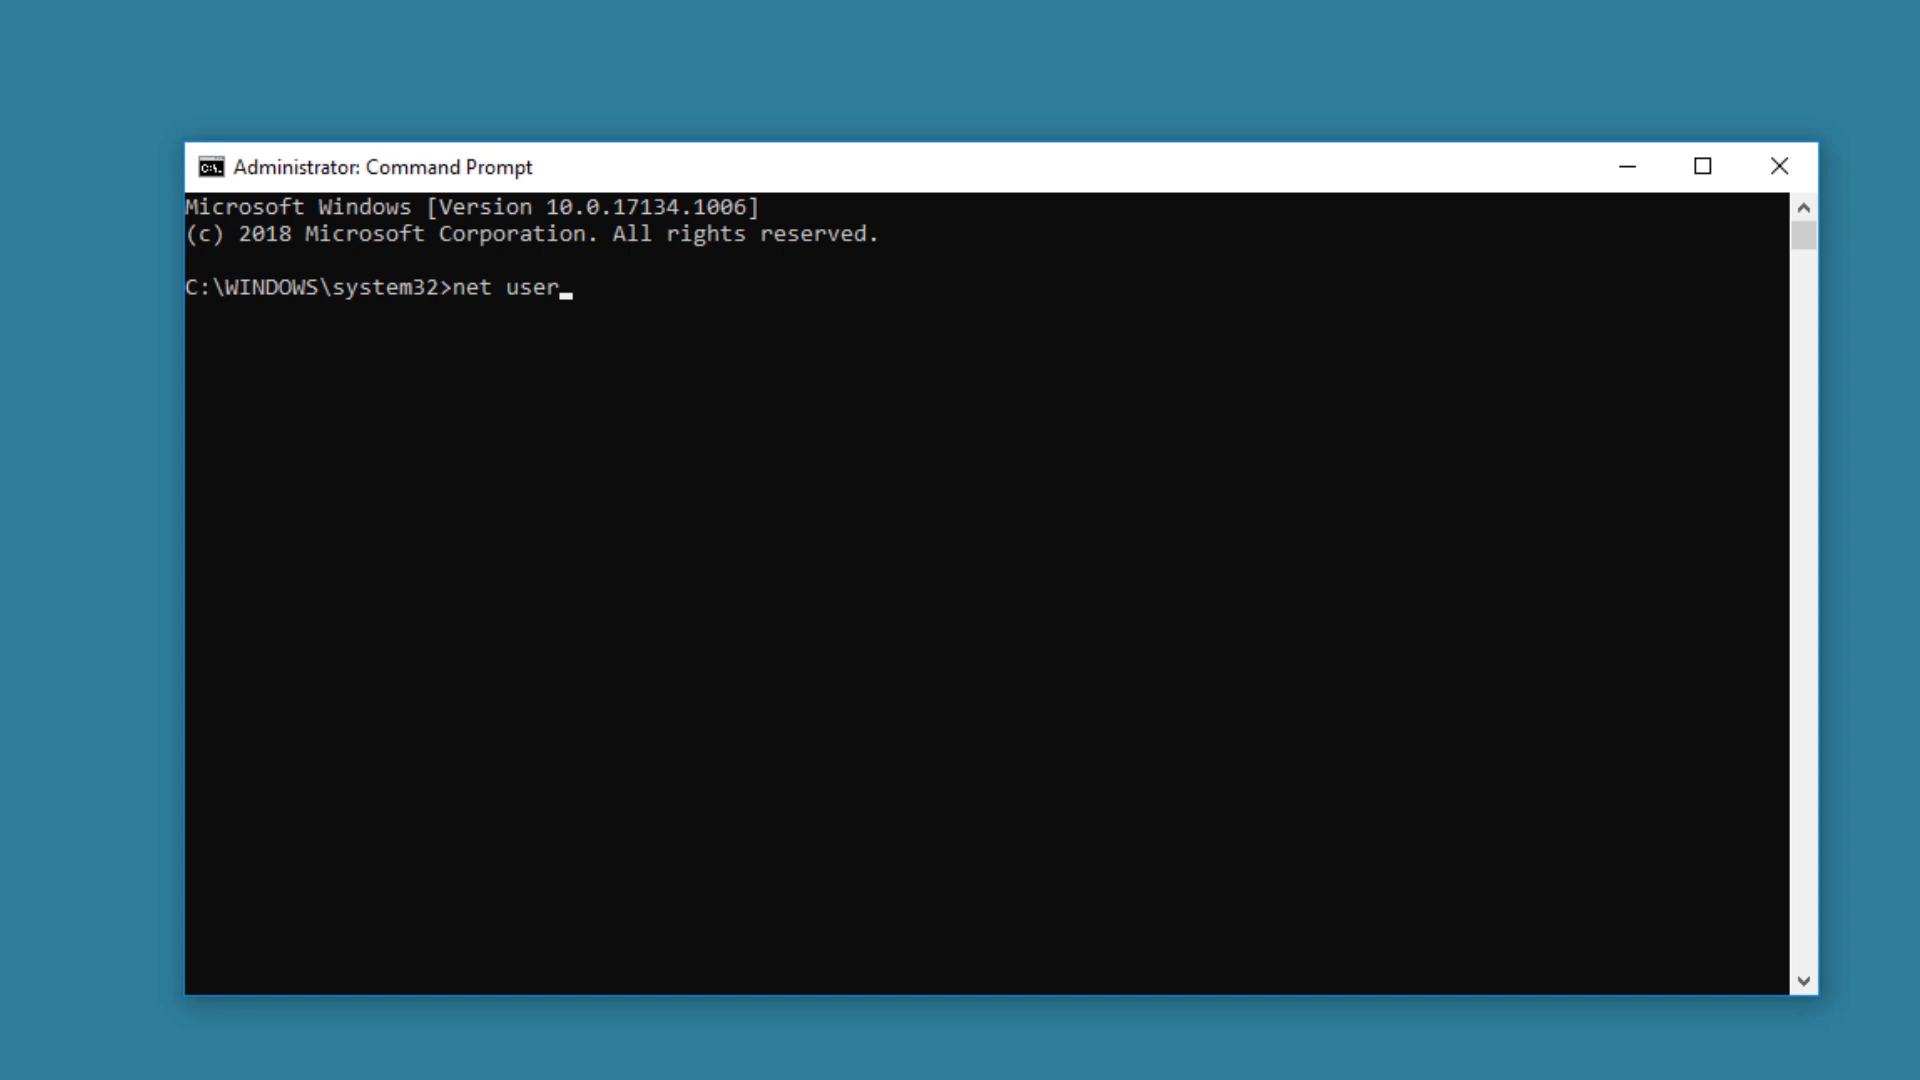 Administrator: Command Prompt
Microsoft Windows [Version 10.0.17134.1006]
(c) 2018 Microsoft Corporation. All rights reserved.
C:\WINDOWS\system32>net user